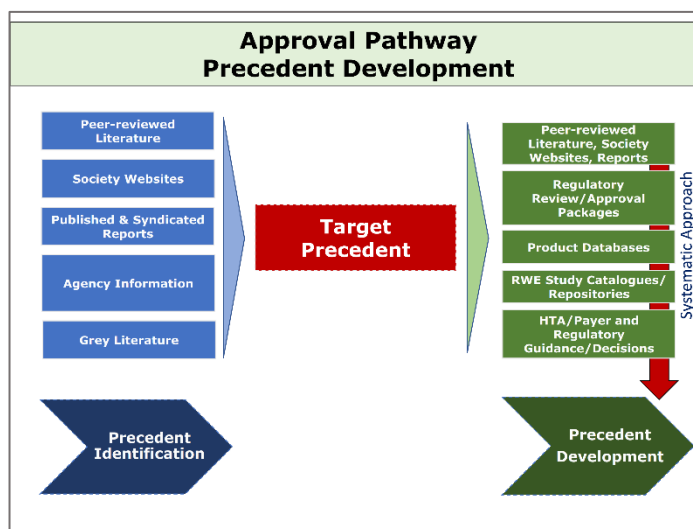 Approval Pathway
Precedent Development
Peer-reviewed
Literature
Society Websites
Published & Syndicated
Reports
Agency Information
Grey Literature
Target
Precedent
Peer-reviewed
Literature, Society
Websites, Reports
Regulatory
Review/Approval
Packages
Product Databases
RWE Study Catalogues/
Repositories
HTA/Payer and
Regulatory
Guidance/Decisions
Systematic Approach
Precedent
Identification
Precedent
Development